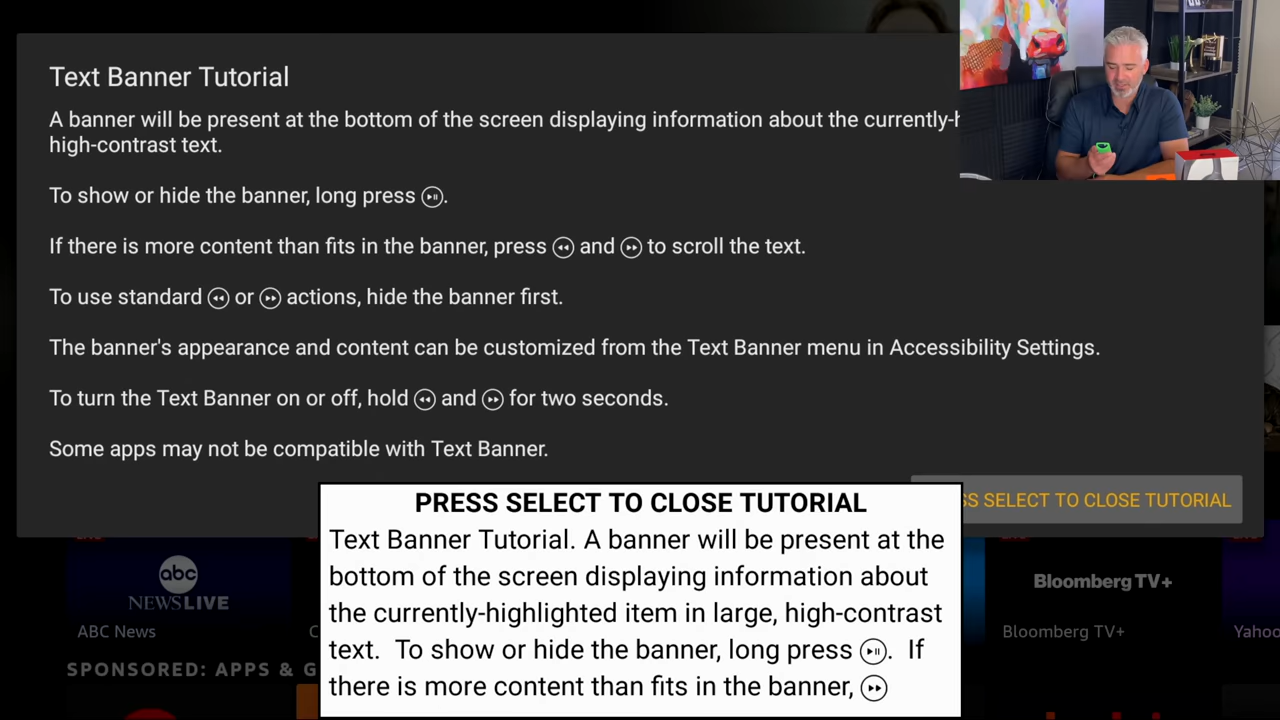 Text Banner Tutorial
A banner will be present at the bottom of the screen displaying information about the
high-contrast text.
To show or hide the banner, long press.
If there is more content than fits in the banner, press and to scroll the text.
To use standard or actions, hide the banner first.
The banner's appearance and content can be customized from the Text Banner menu in Accessibility Settings.
To turn the Text Banner on or off, hold and for two seconds.
Some apps may not be compatible with Text Banner.
SELECT TO CLOSE TUTORIAL
PRESS SELECT TO CLOSE TUTORIAL
Text Banner Tutorial. A banner will be present at the
bottom of the screen displaying information about
the currently-highlighted item in large, high-contrast
text. To show or hide the banner, long press. If
there is more content than fits in the banner,
abc
NEWSLIVE
ABC News
Bloomberg TV+
Bloomberg TV+
SPONSORED: APPS &